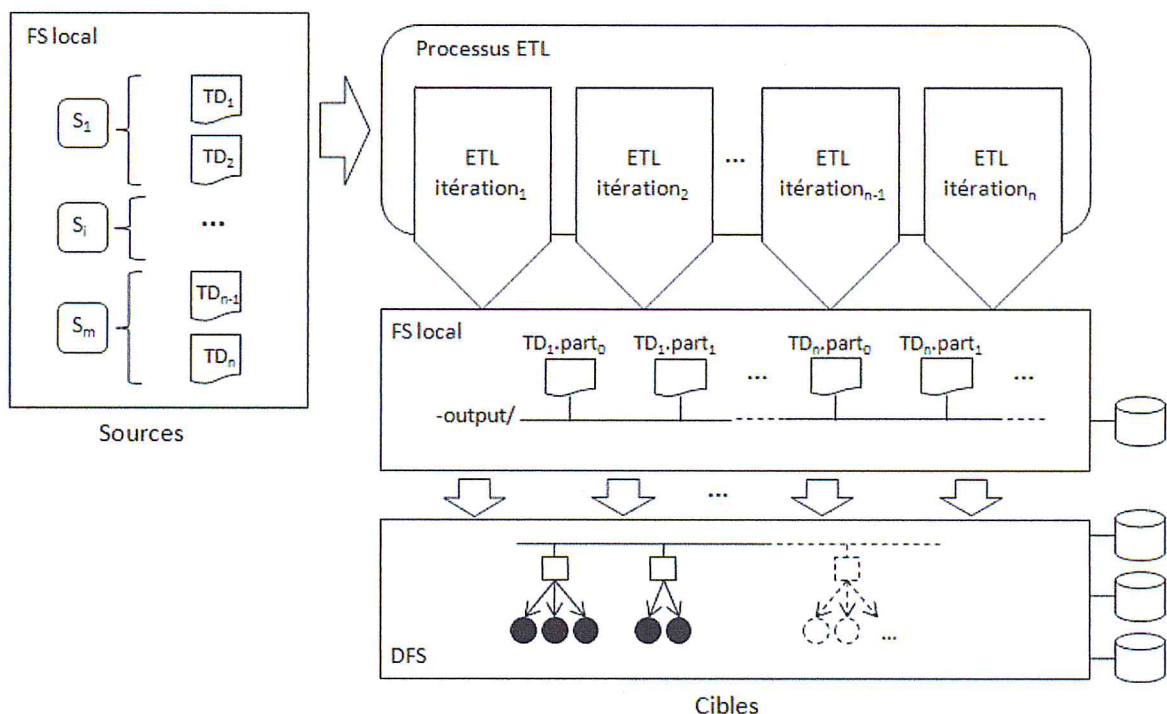 FS local
S1
TD1
TD2
Si
...
Sm
TDn-1
TDn
Sources
Processus ETL
ETL itération1
ETL itération2
...
ETL itérationn-1
ETL itérationn
FS local
TD1.part0
TD1.part1
...
TDn.part0
TDn.part1
...
-output/
...
...
DFS
Cibles